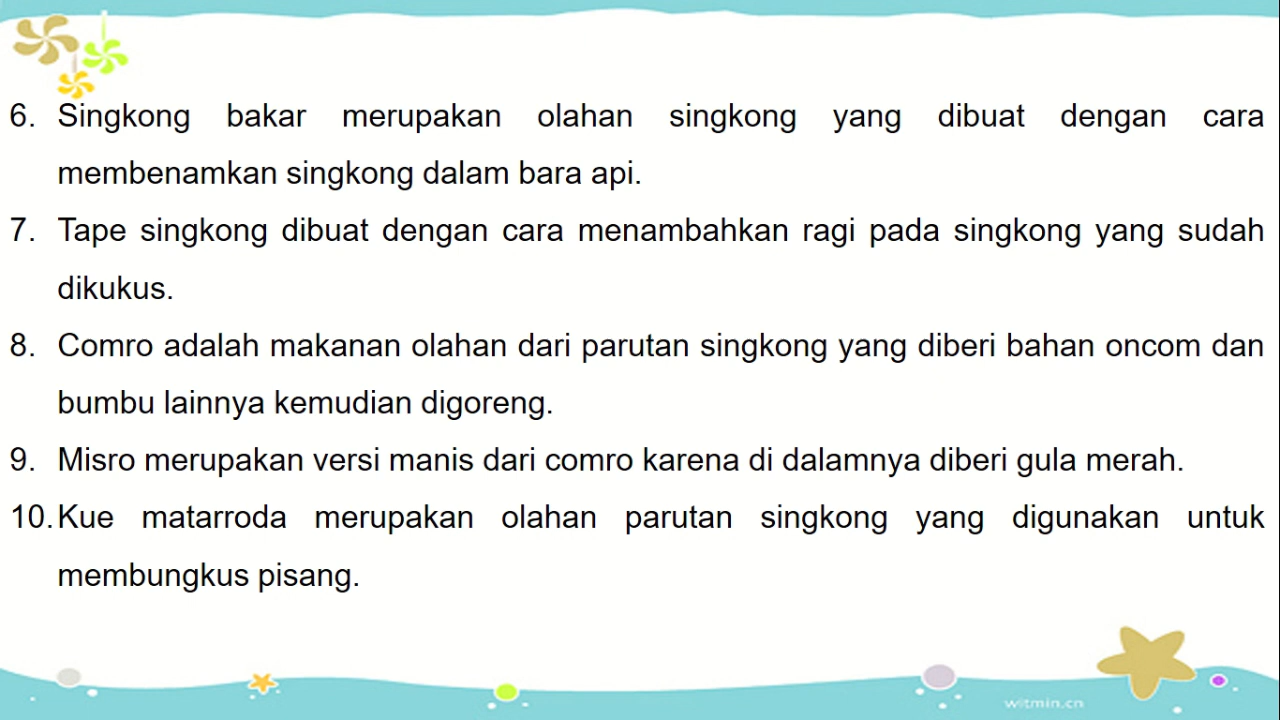 6. Singkong bakar merupakan olahan singkong yang dibuat dengan cara
membenamkan singkong dalam bara api.
7. Tape singkong dibuat dengan cara menambahkan ragi pada singkong yang sudah
dikukus.
8. Comro adalah makanan olahan dari parutan singkong yang diberi bahan oncom dan
bumbu lainnya kemudian digoreng.
9. Misro merupakan versi manis dari comro karena di dalamnya diberi gula merah.
10. Kue matarroda merupakan olahan parutan singkong yang digunakan untuk
membungkus pisang.
witmin.cn